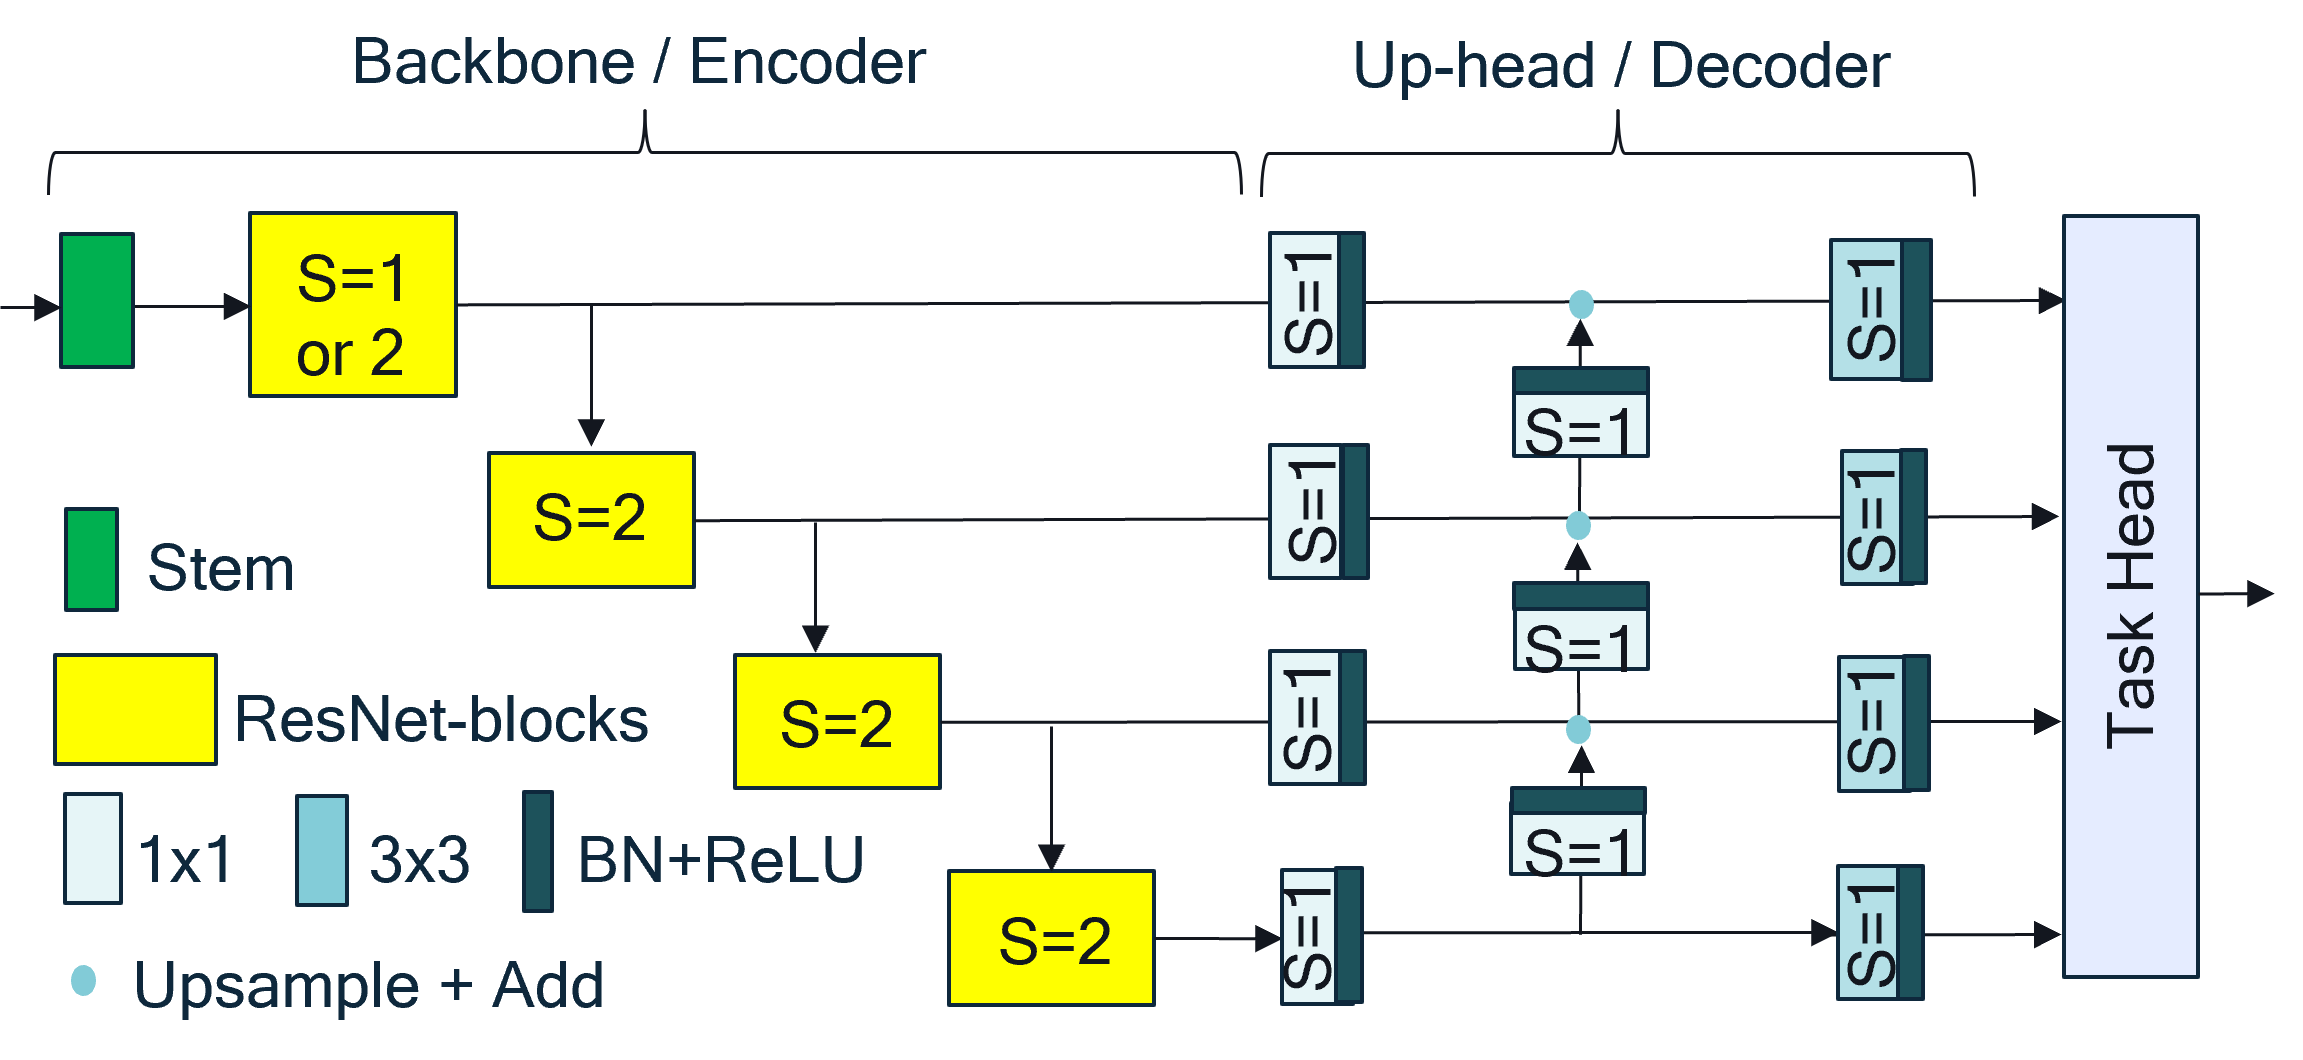 Backbone / Encoder
Up-head / Decoder
S=1
or 2
S=1
S=1
S=1
S=2
S=1
S=1
S=1
Stem
S=2
S=1
S=1
S=1
ResNet-blocks
S=2
S=1
S=1
1x1
3x3
BN+ReLU
Upsample + Add
Task Head